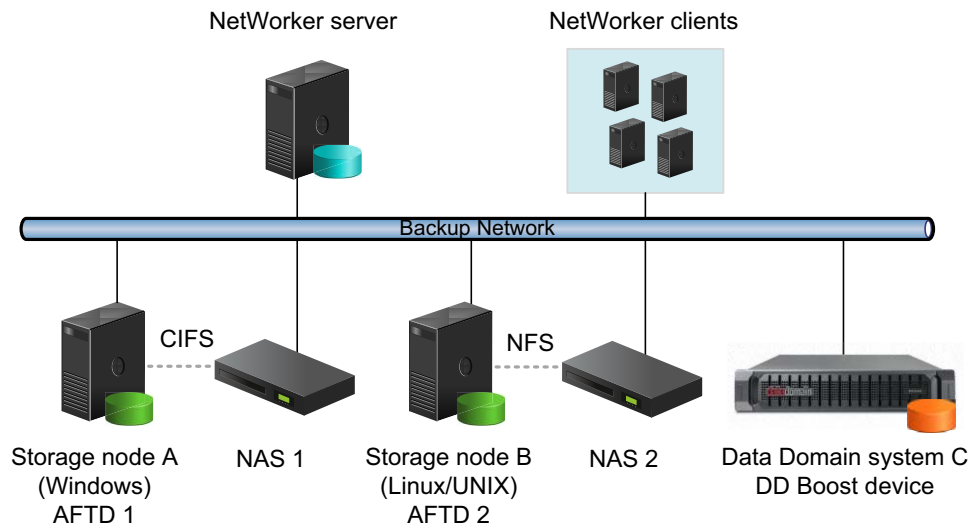 NetWorker server
NetWorker clients
Backup Network
CIFS
NFS
Storage node A
(Windows)
AFTD 1
NAS 1
Storage node B
(Linux/UNIX)
AFTD 2
NAS 2
Data Domain system C
DD Boost device